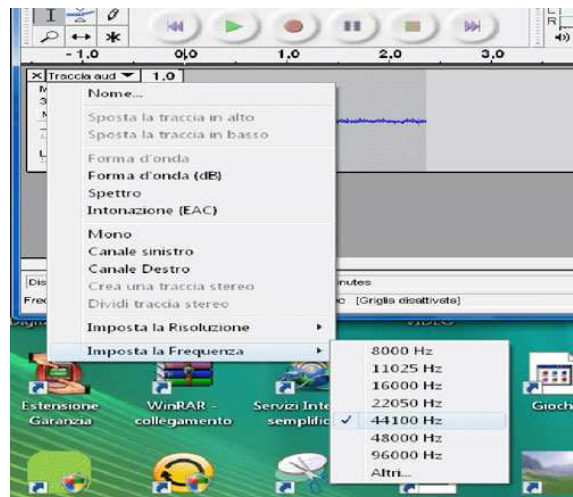 L
R
- 1,0 0,0 1,0 2,0 3,0
Traccia aud 1,0
Nome...
Sposta la traccia in alto
Sposta la traccia in basso
Forma d'onda
Forma d'onda (dB)
Spettro
Intonazione (EAC)
Mono
Canale sinistro
Canale Destro
Crea una traccia stereo
Dividi traccia stereo
Imposta la Risoluzione
Imposta la Frequenza
8000 Hz
11025 Hz
16000 Hz
22050 Hz
44100 Hz
48000 Hz
96000 Hz
Altri...
Dis
nutes
Fred
[Griglia disattivata]
VIDEO
Estensione
Garanzia
WinRAR -
collegamento
Servizi Inte
semplific
Gioch